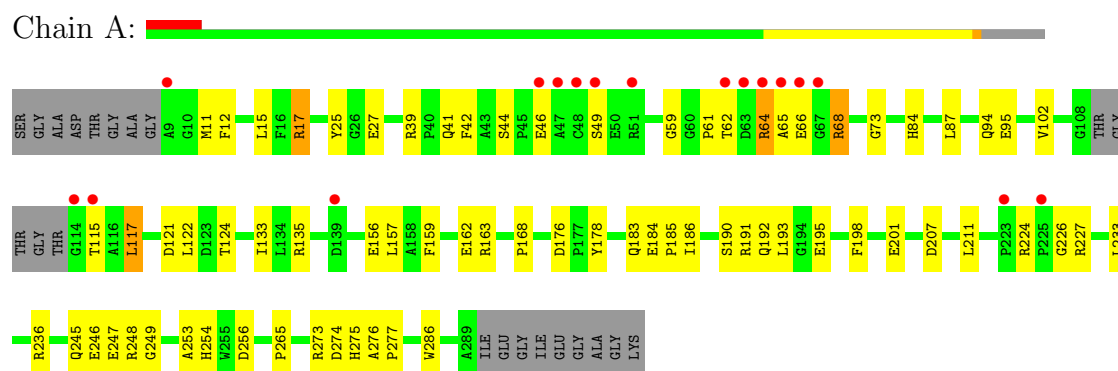 Chain A:
SER GLY ALA ASP THR GLY ALA GLY A9 G10 M11 F12 L15 F16 R17 Y25 G26 E27 R39 P40 Q41 F42 A43 S44 P45 E46 A47 C48 S49 E50 R51 G59 G60 P61 T62 D63 R64 A65 E66 G67 R68 G73 H84 L87 Q94 E95 V102 G108 THR GLY
THR GLY THR G114 T115 A116 L117 D121 L122 D123 T124 I133 L134 R135 D139 E156 L157 A158 F159 E162 R163 P168 D176 P177 Y178 Q183 E184 P185 I186 S190 R191 Q192 L193 G194 E195 F198 E201 D207 L211 P223 R224 P225 G226 R227 L233
R236 Q245 E246 E247 R248 G249 A253 H254 W255 D256 P265 R273 D274 H275 A276 P277 W286 A289 ILE GLU GLY ILE GLU GLY ALA GLY LYS